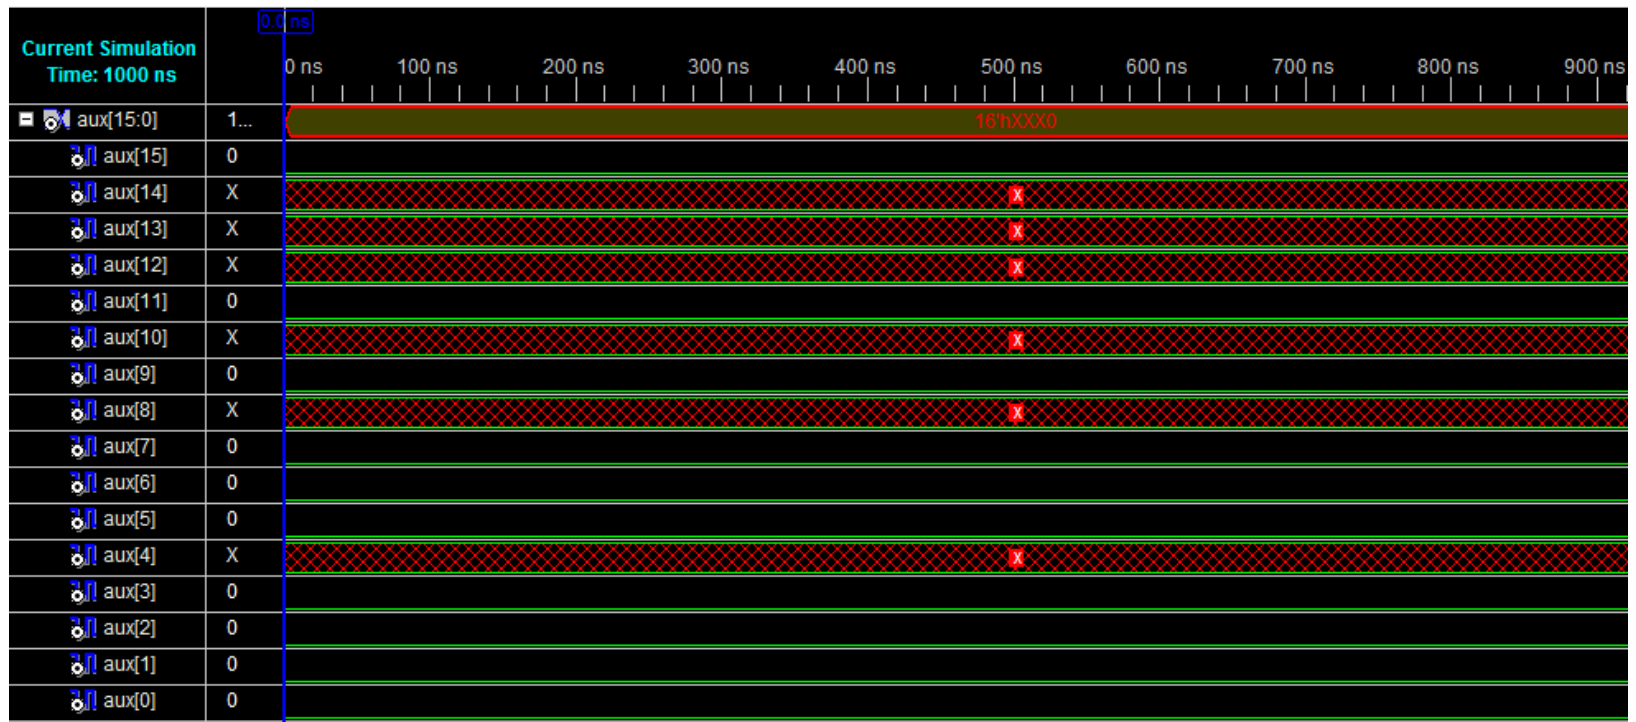 0.0 ns
Current Simulation
Time: 1000 ns
0 ns 100 ns 200 ns 300 ns 400 ns 500 ns 600 ns 700 ns 800 ns 900 ns
aux[15:0] 1... 16'hXXX0
aux[15] 0
aux[14] X X
aux[13] X X
aux[12] X X
aux[11] 0
aux[10] X X
aux[9] 0
aux[8] X X
aux[7] 0
aux[6] 0
aux[5] 0
aux[4] X X
aux[3] 0
aux[2] 0
aux[1] 0
aux[0] 0